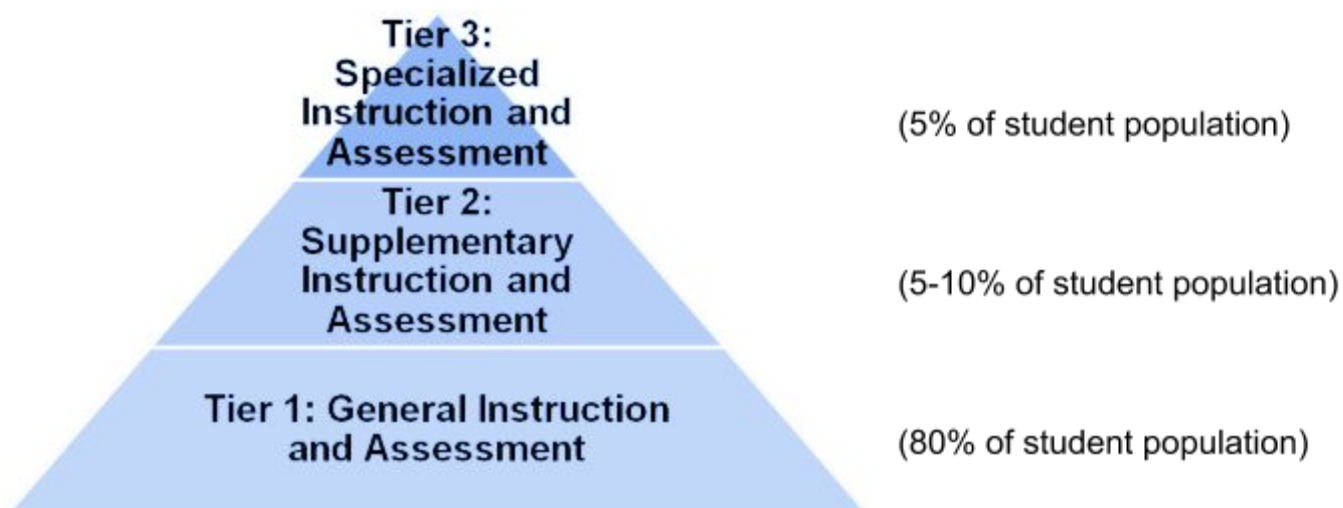 Tier 3:
Specialized
Instruction and
Assessment
(5% of student population)
Tier 2:
Supplementary
Instruction and
Assessment
(5-10% of student population)
Tier 1: General Instruction
and Assessment
(80% of student population)